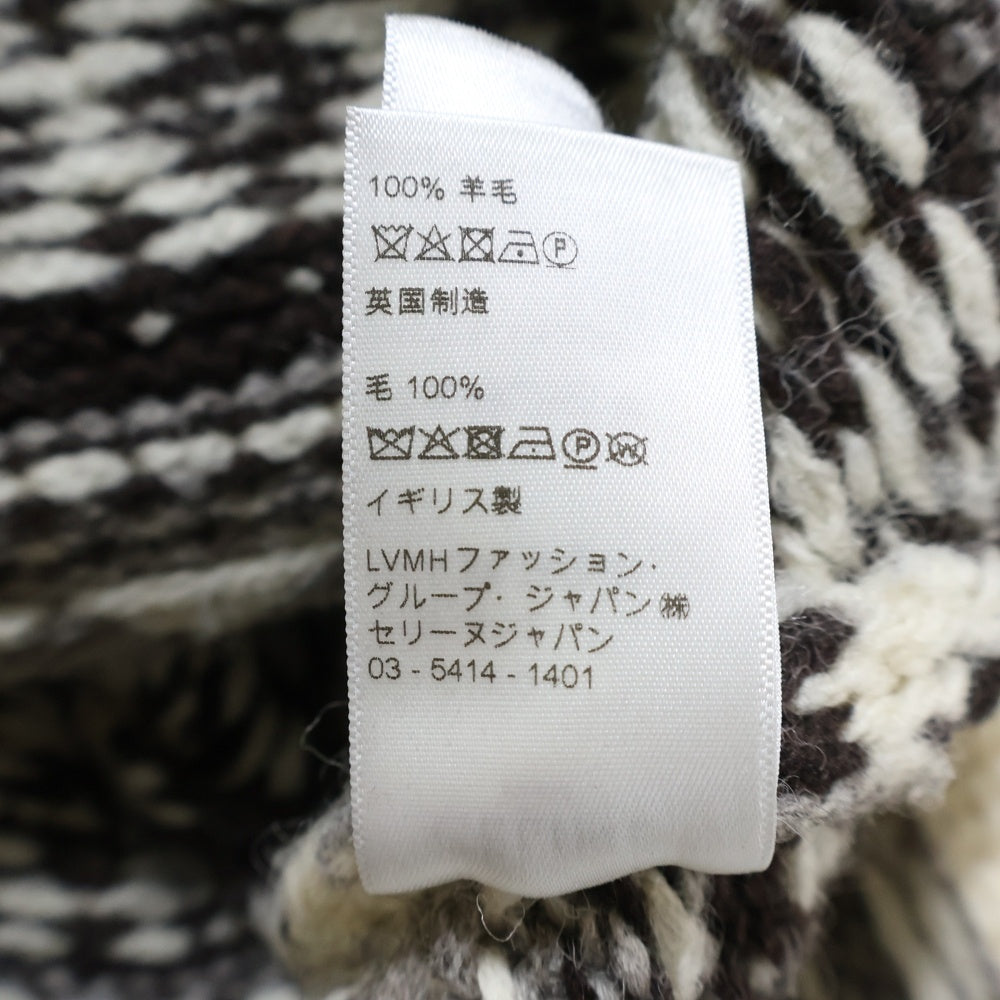 100% 羊毛
P
英国制造
毛 100%
P W
イギリス製
LVMHファッション·
グループ· ジャパン㈱
セリーヌジャパン
03 - 5414 - 1401